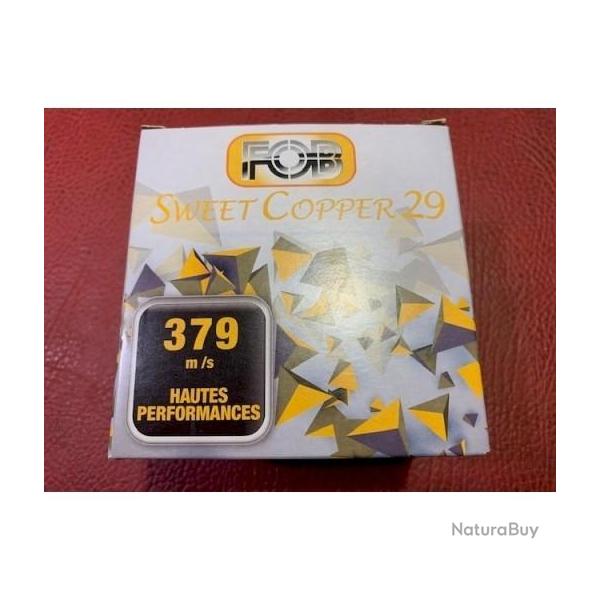 FOB
SWEET COPPER 29
379
m/s
HAUTES
PERFORMANCES
NaturaBuy